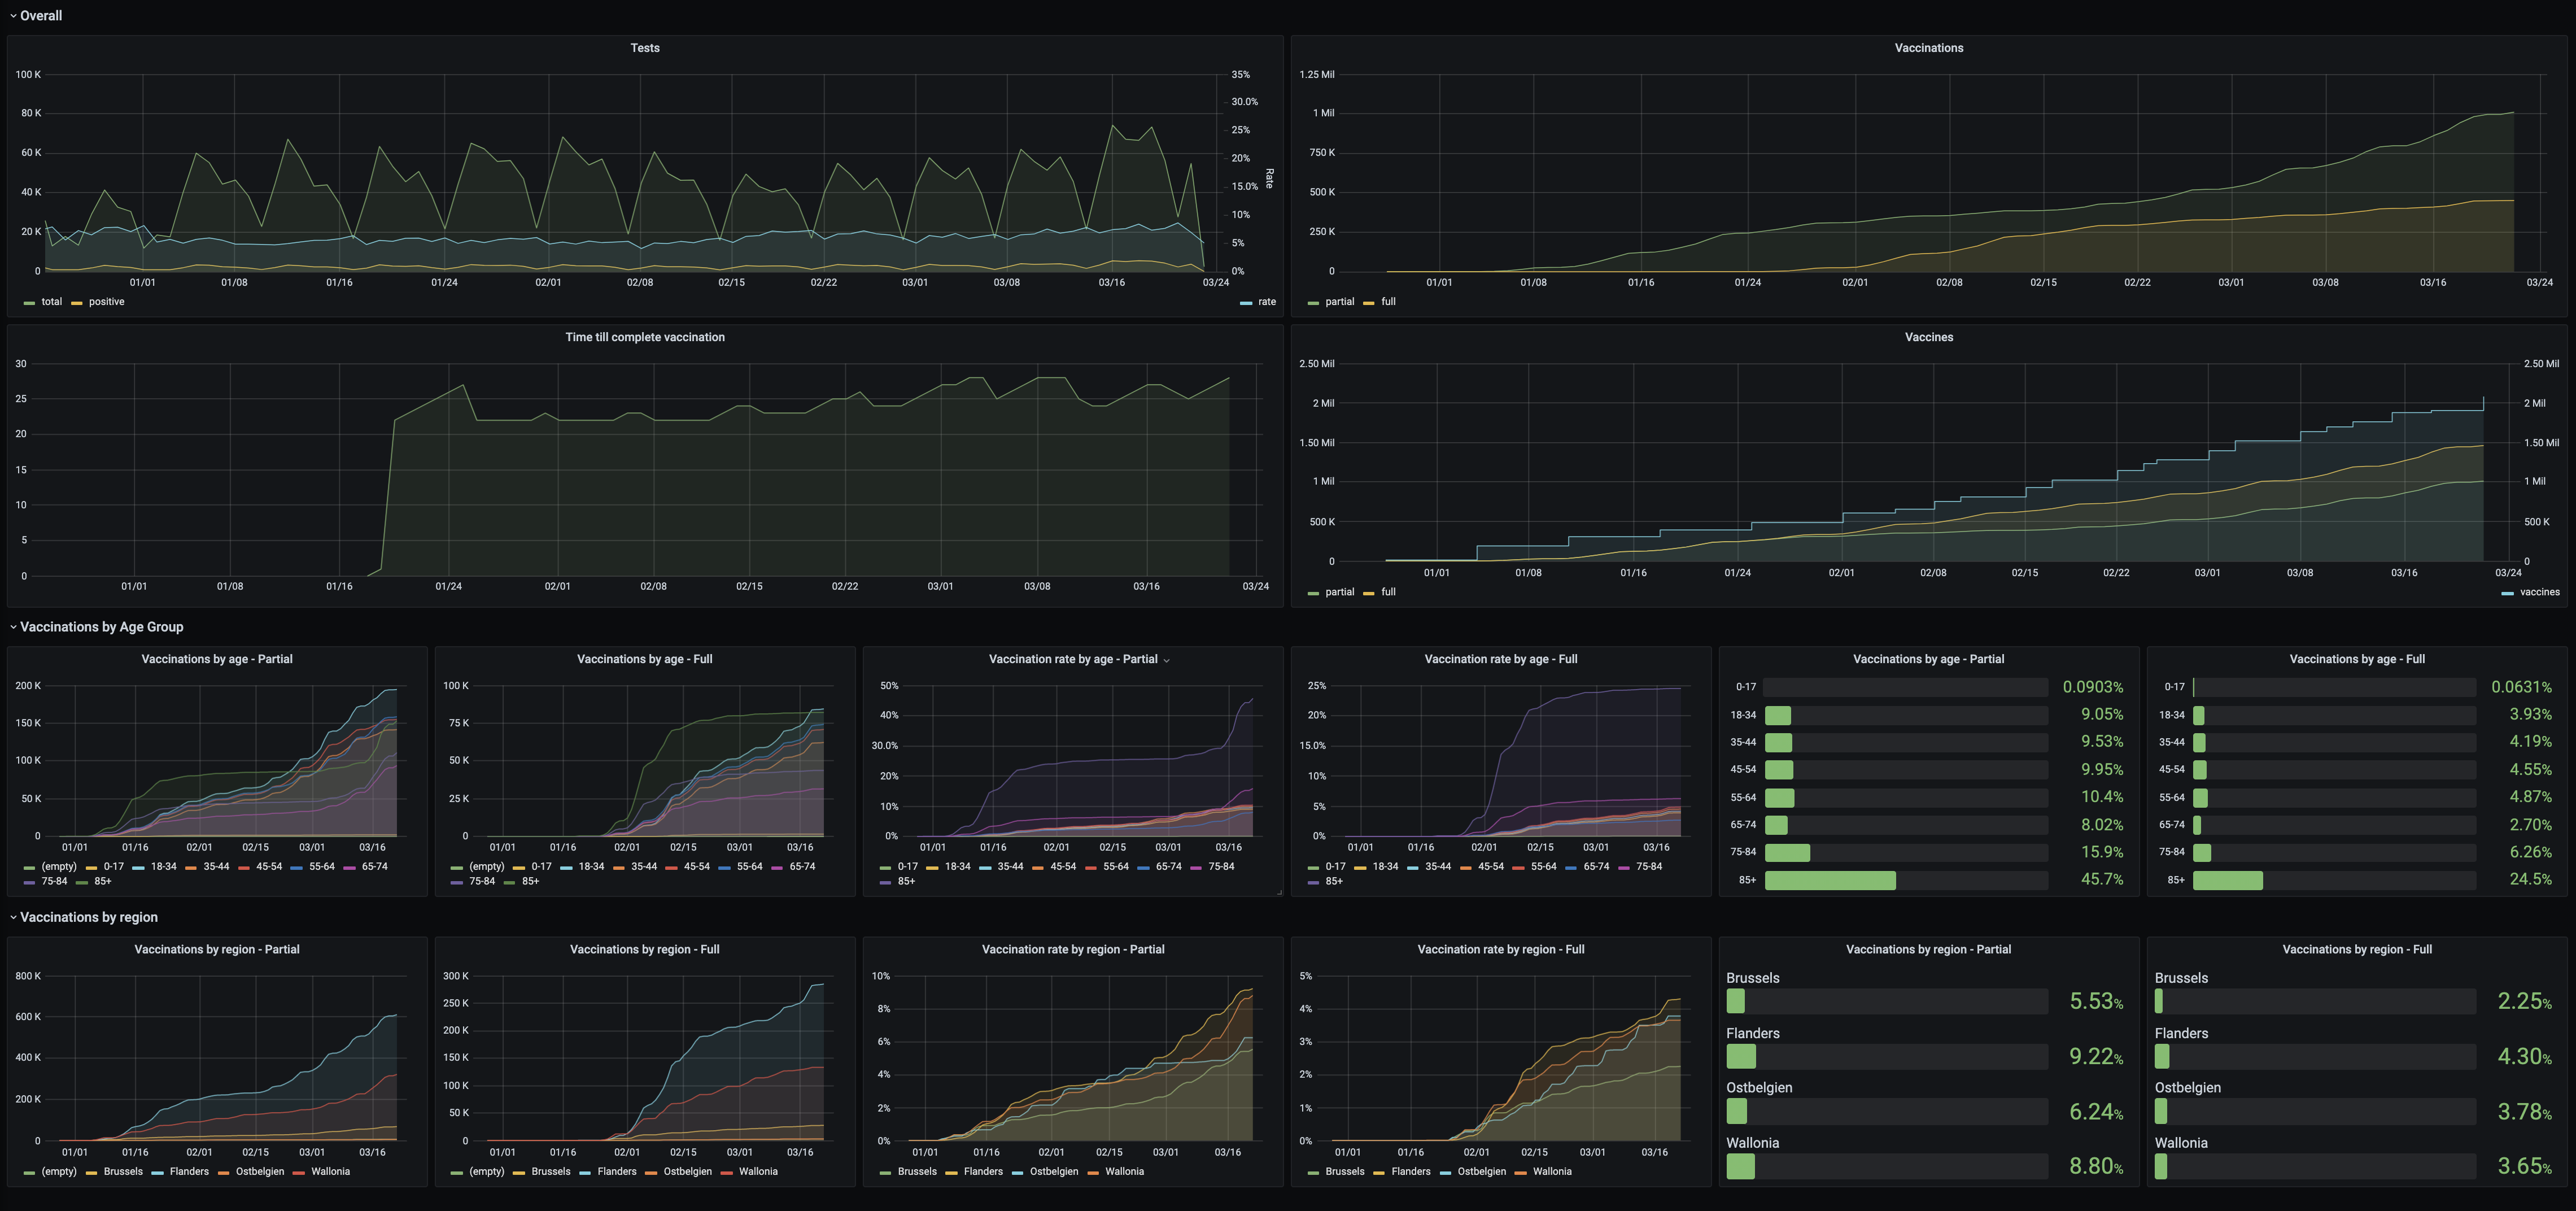 Overall
Tests
100 K
80 K
60 K
40 K
20 K
0
35%
30.0%
25%
20%
15.0%
10%
5%
0%
Rate
01/01 01/08 01/16 01/24 02/01 02/08 02/15 02/22 03/01 03/08 03/16 03/24
total positive rate
Vaccinations
1.25 Mil
1 Mil
750 K
500 K
250 K
0
01/01 01/08 01/16 01/24 02/01 02/08 02/15 02/22 03/01 03/08 03/16 03/24
partial full
Time till complete vaccination
30
25
20
15
10
5
0
01/01 01/08 01/16 01/24 02/01 02/08 02/15 02/22 03/01 03/08 03/16 03/24
Vaccines
2.50 Mil 2.50 Mil
2 Mil 2 Mil
1.50 Mil 1.50 Mil
1 Mil 1 Mil
500 K 500 K
0 0
01/01 01/08 01/16 01/24 02/01 02/08 02/15 02/22 03/01 03/08 03/16 03/24
partial full vaccines
Vaccinations by Age Group
Vaccinations by age - Partial
200 K
150 K
100 K
50 K
0
01/01 01/16 02/01 02/15 03/01 03/16
(empty) 0-17 18-34 35-44 45-54 55-64 65-74
75-84 85+
Vaccinations by age - Full
100 K
75 K
50 K
25 K
0
01/01 01/16 02/01 02/15 03/01 03/16
(empty) 0-17 18-34 35-44 45-54 55-64 65-74
75-84 85+
Vaccination rate by age - Partial
50%
40%
30.0%
20%
10%
0%
01/01 01/16 02/01 02/15 03/01 03/16
0-17 18-34 35-44 45-54 55-64 65-74 75-84
85+
Vaccination rate by age - Full
25%
20%
15.0%
10%
5%
0%
01/01 01/16 02/01 02/15 03/01 03/16
0-17 18-34 35-44 45-54 55-64 65-74 75-84
85+
Vaccinations by age - Partial
0-17 0.0903%
18-34 9.05%
35-44 9.53%
45-54 9.95%
55-64 10.4%
65-74 8.02%
75-84 15.9%
85+ 45.7%
Vaccinations by age - Full
0-17 0.0631%
18-34 3.93%
35-44 4.19%
45-54 4.55%
55-64 4.87%
65-74 2.70%
75-84 6.26%
85+ 24.5%
Vaccinations by region
Vaccinations by region - Partial
800 K
600 K
400 K
200 K
0
01/01 01/16 02/01 02/15 03/01 03/16
(empty) Brussels Flanders Ostbelgien Wallonia
Vaccinations by region - Full
300 K
250 K
200 K
150 K
100 K
50 K
0
01/01 01/16 02/01 02/15 03/01 03/16
(empty) Brussels Flanders Ostbelgien Wallonia
Vaccination rate by region - Partial
10%
8%
6%
4%
2%
0%
01/01 01/16 02/01 02/15 03/01 03/16
Brussels Flanders Ostbelgien Wallonia
Vaccination rate by region - Full
5%
4%
3%
2%
1%
0%
01/01 01/16 02/01 02/15 03/01 03/16
Brussels Flanders Ostbelgien Wallonia
Vaccinations by region - Partial
Brussels
5.53%
Flanders
9.22%
Ostbelgien
6.24%
Wallonia
8.80%
Vaccinations by region - Full
Brussels
2.25%
Flanders
4.30%
Ostbelgien
3.78%
Wallonia
3.65%